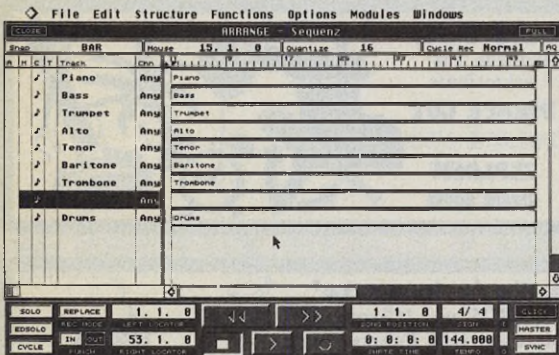 File Edit Structure Functions Options Modules Windows
CLOSE ARRANGE - Sequenz FULL
Snap BAR Mouse 15. 1. 0 Quantize 16 Cycle Rec Normal
A M C T Track Chn
Piano Any Piano
Bass Any Bass
Trumpet Any Trumpet
Alto Any Alto
Tenor Any Tenor
Baritone Any Baritone
Trombone Any Trombone
Any
Drums Any Drums
SOLO REPLACE 1. 1. 0 1. 1. 0 4/ 4 CLICK
REC MODE LEFT LOCATOR SONG POSITION SIGN
EDSOLO IN OUT 53. 1. 0 0: 0: 0: 0 144.000 MASTER
CYCLE PUNCH RIGHT LOCATOR SMPTE TIME TEMPO SYNC